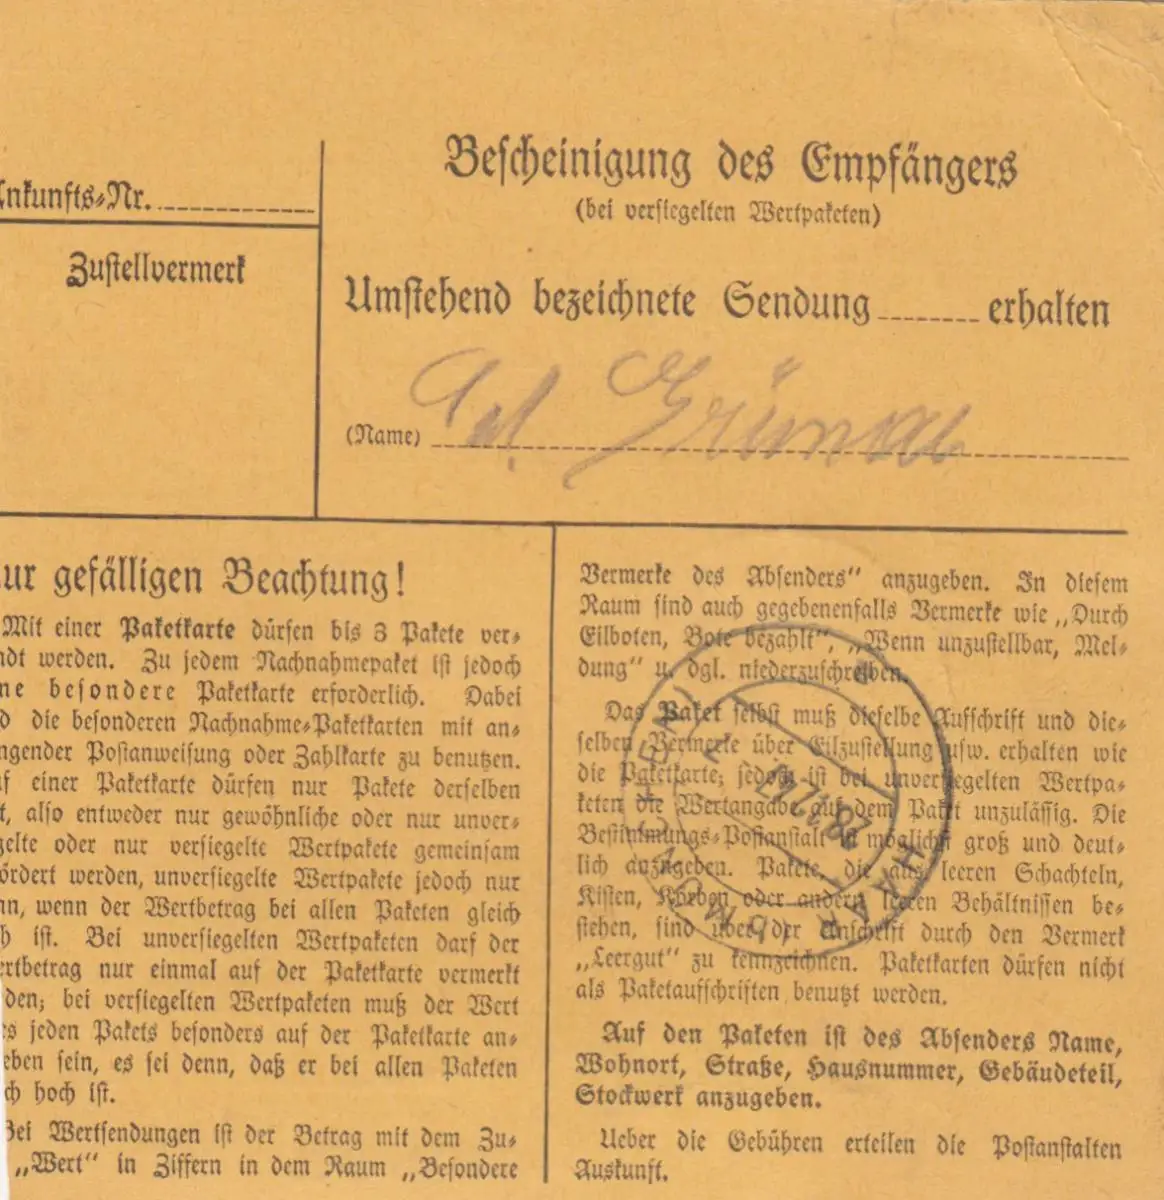 Ankunfts-Nr.
Zustellvermerk
Bescheinigung des Empfängers
(bei versiegelten Wertpaketen)
Umstehend bezeichnete Sendung erhalten
(Name) Grünau
ur gefälligen Beachtung!
Mit einer Paketkarte dürfen bis 3 Pakete ver-
ndt werden. Zu jedem Nachnahmepaket ist jedoch
ne besondere Paketkarte erforderlich. Dabei
d die besonderen Nachnahme-Paketkarten mit an-
ngender Postanweisung oder Zahlkarte zu benutzen.
uf einer Paketkarte dürfen nur Pakete derselben
t, also entweder nur gewöhnliche oder nur unver-
gelte oder nur versiegelte Wertpakete gemeinsam
ördert werden, unversiegelte Wertpakete jedoch nur
nn, wenn der Wertbetrag bei allen Paketen gleich
h ist. Bei unversiegelten Wertpaketen darf der
ertbetrag nur einmal auf der Paketkarte vermerkt
den; bei versiegelten Wertpaketen muß der Wert
es jeden Pakets besonders auf der Paketkarte an-
eben sein, es sei denn, daß er bei allen Paketen
ch hoch ist.
Bei Wertsendungen ist der Betrag mit dem Zu-
„Wert“ in Ziffern in dem Raum „Besondere
Vermerke des Absenders“ anzugeben. In diesem
Raum sind auch gegebenenfalls Vermerke wie „Durch
Eilboten, Bote bezahlt“, „Wenn unzustellbar, Mel-
dung“ u. dgl. niederzuschreiben.
Das Paket selbst muß dieselbe Aufschrift und die-
selben Vermerke über Eilzustellung usw. erhalten wie
die Paketkarte; jedoch ist bei unversiegelten Wertpa-
keten die Wertangabe auf dem Paket unzulässig. Die
Bestimmungs-Postanstalt ist möglichst groß und deut-
lich anzugeben. Pakete, die aus leeren Schachteln,
Kisten, Körben oder andern leeren Behältnissen be-
stehen, sind über der Anschrift durch den Vermerk
„Leergut“ zu kennzeichnen. Paketkarten dürfen nicht
als Paketaufschriften benutzt werden.
Auf den Paketen ist des Absenders Name,
Wohnort, Straße, Hausnummer, Gebäudeteil,
Stockwerk anzugeben.
Ueber die Gebühren erteilen die Postanstalten
Auskunft.